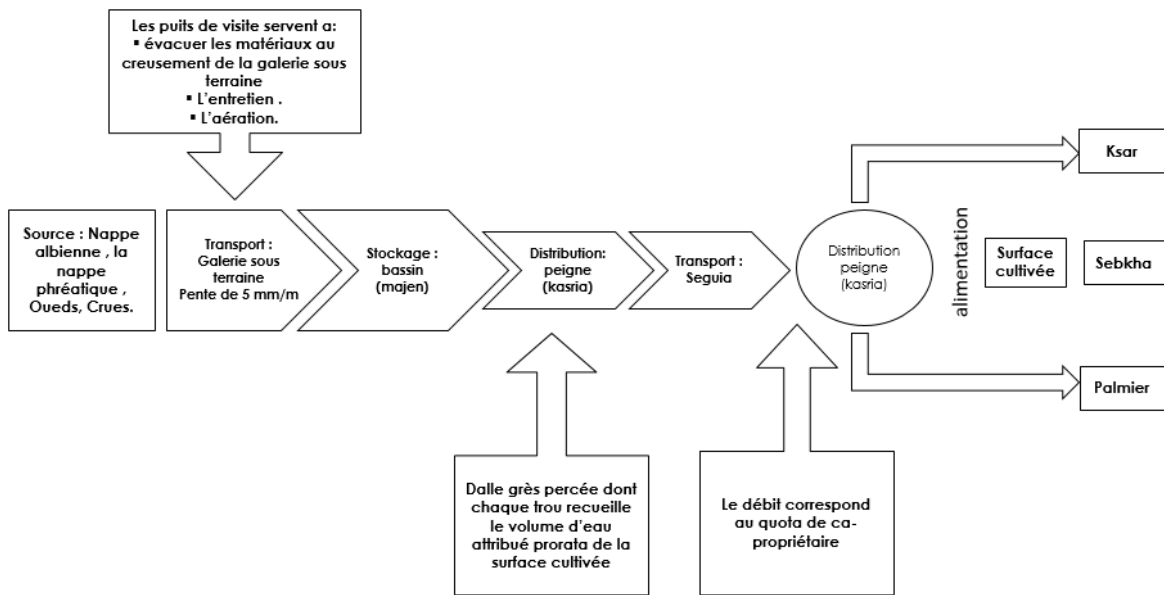 Les puits de visite servent a:
▪ évacuer les matériaux au
creusement de la galerie sous
terraine
▪ L'entretien .
▪ L'aération.
Source : Nappe
albienne , la
nappe
phréatique ,
Oueds, Crues.
Transport :
Galerie sous
terraine
Pente de 5 mm/m
Stockage :
bassin
(majen)
Distribution:
peigne
(kasria)
Transport :
Seguia
Distribution
peigne
(kasria)
alimentation
Ksar
Surface
cultivée
Sebkha
Palmier
Dalle grès percée dont
chaque trou recueille
le volume d'eau
attribué prorata de la
surface cultivée
Le débit correspond
au quota de ca-
propriétaire